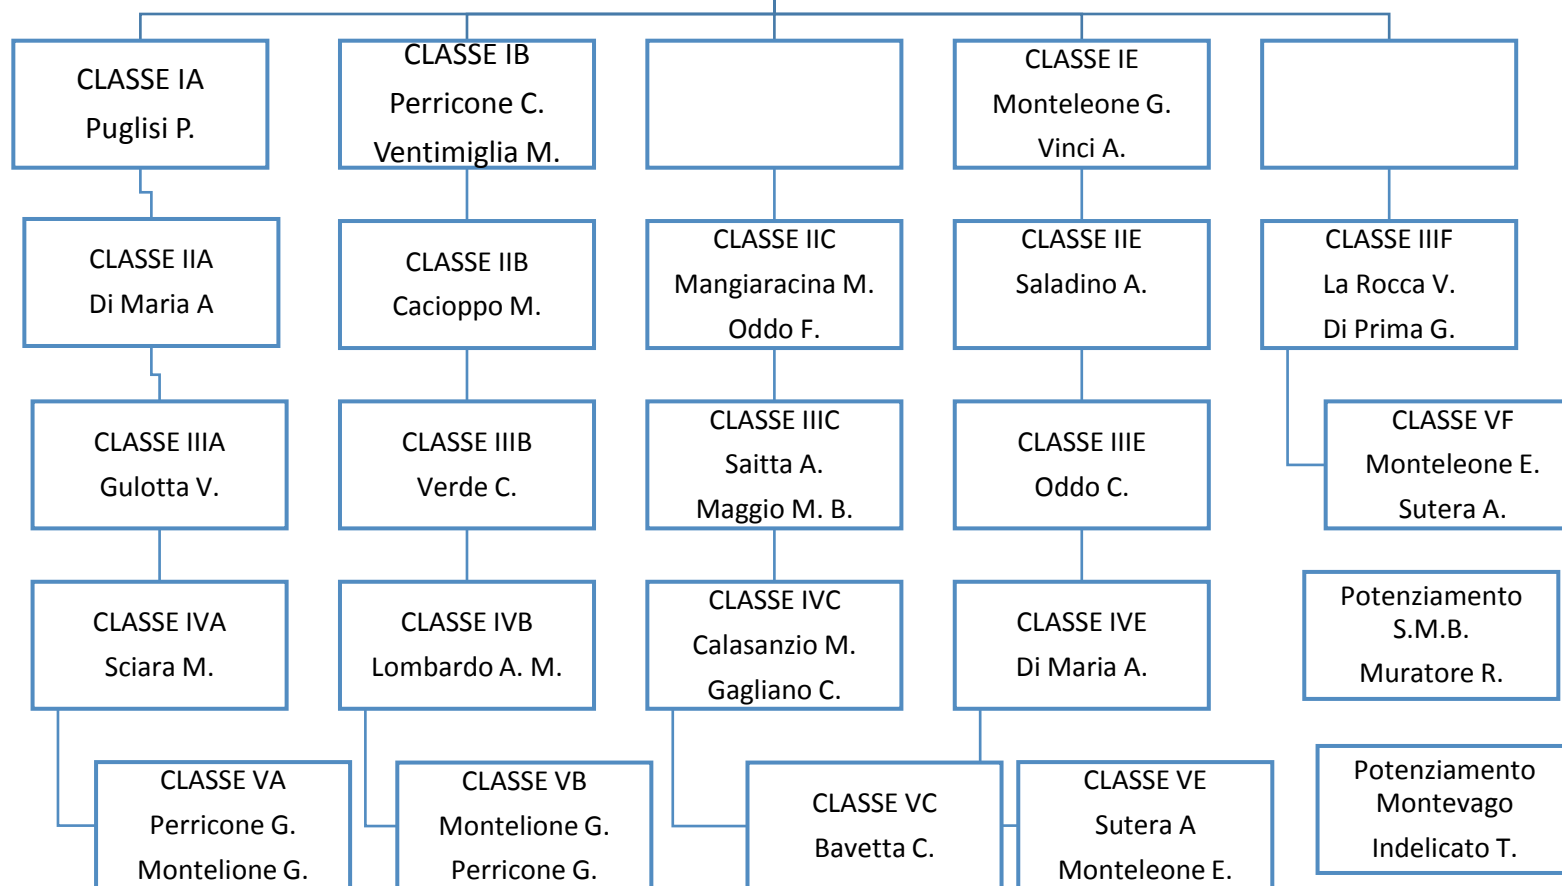 CLASSE IA
Puglisi P.
CLASSE IB
Perricone C.
Ventimiglia M.
CLASSE IE
Monteleone G.
Vinci A.
CLASSE IIA
Di Maria A
CLASSE IIB
Cacioppo M.
CLASSE IIC
Mangiaracina M.
Oddo F.
CLASSE IIE
Saladino A.
CLASSE IIIF
La Rocca V.
Di Prima G.
CLASSE IIIA
Gulotta V.
CLASSE IIIB
Verde C.
CLASSE IIIC
Saitta A.
Maggio M. B.
CLASSE IIIE
Oddo C.
CLASSE VF
Monteleone E.
Sutera A.
CLASSE IVA
Sciara M.
CLASSE IVB
Lombardo A. M.
CLASSE IVC
Calasanzio M.
Gagliano C.
CLASSE IVE
Di Maria A.
Potenziamento
S.M.B.
Muratore R.
CLASSE VA
Perricone G.
Montelione G.
CLASSE VB
Montelione G.
Perricone G.
CLASSE VC
Bavetta C.
CLASSE VE
Sutera A
Monteleone E.
Potenziamento
Montevago
Indelicato T.